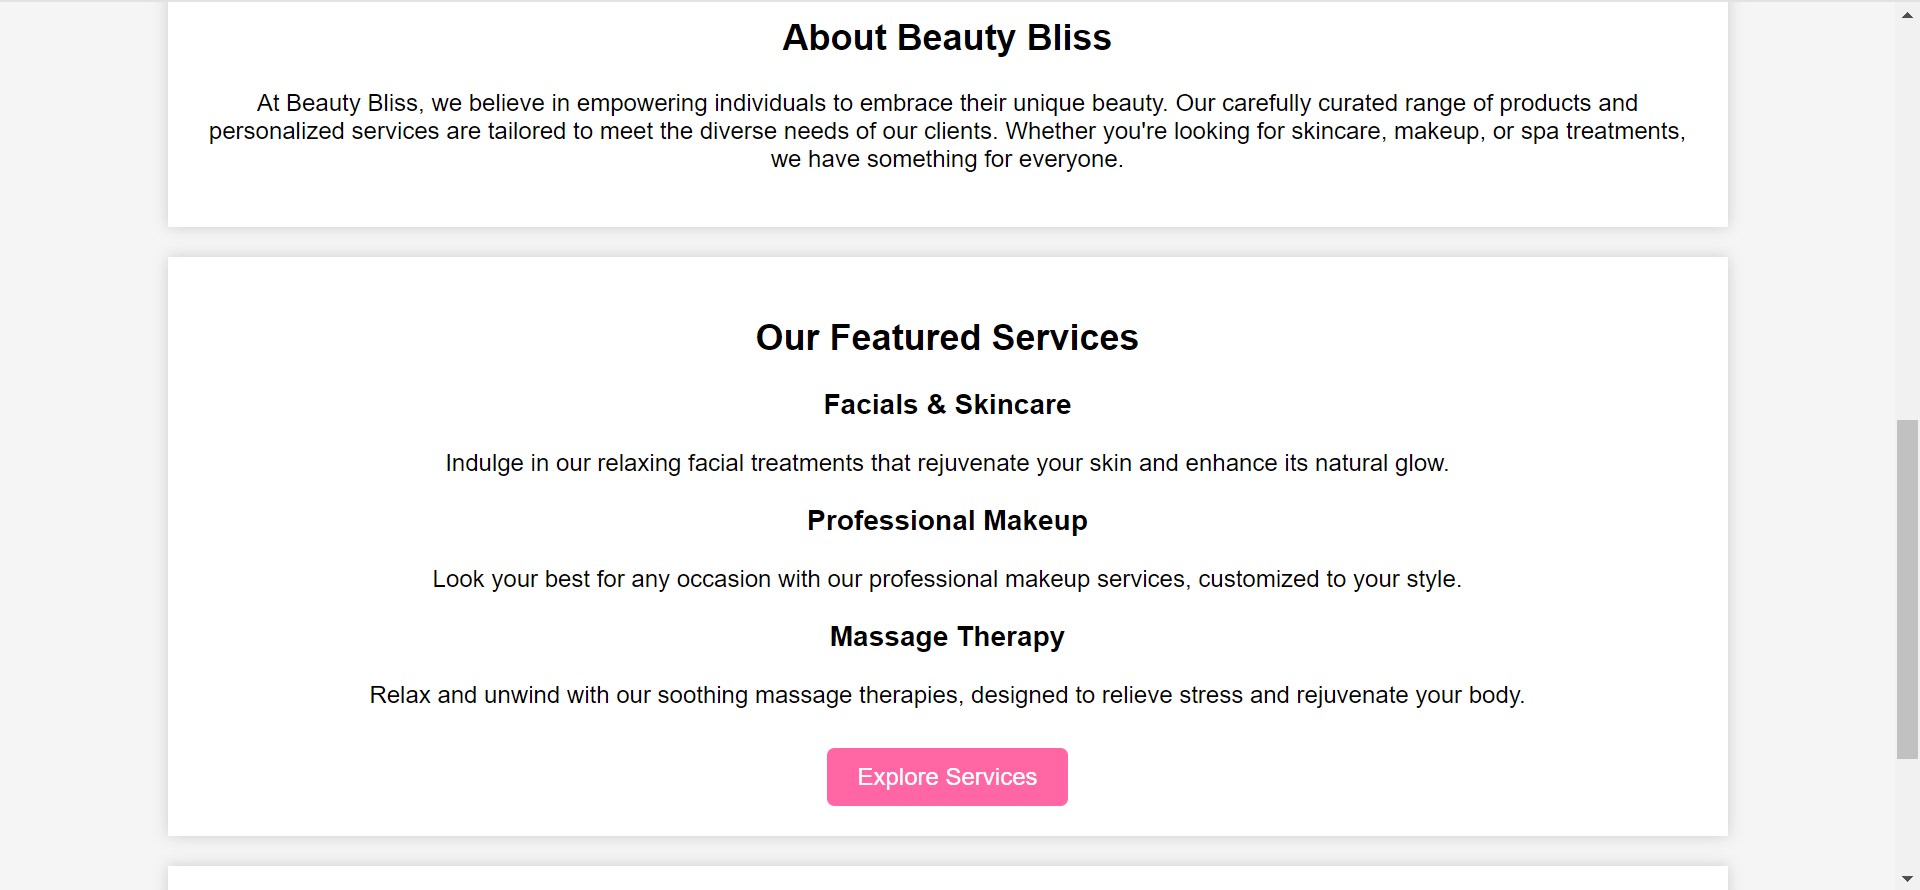 About Beauty Bliss
At Beauty Bliss, we believe in empowering individuals to embrace their unique beauty. Our carefully curated range of products and
personalized services are tailored to meet the diverse needs of our clients. Whether you're looking for skincare, makeup, or spa treatments,
we have something for everyone.
Our Featured Services
Facials & Skincare
Indulge in our relaxing facial treatments that rejuvenate your skin and enhance its natural glow.
Professional Makeup
Look your best for any occasion with our professional makeup services, customized to your style.
Massage Therapy
Relax and unwind with our soothing massage therapies, designed to relieve stress and rejuvenate your body.
Explore Services